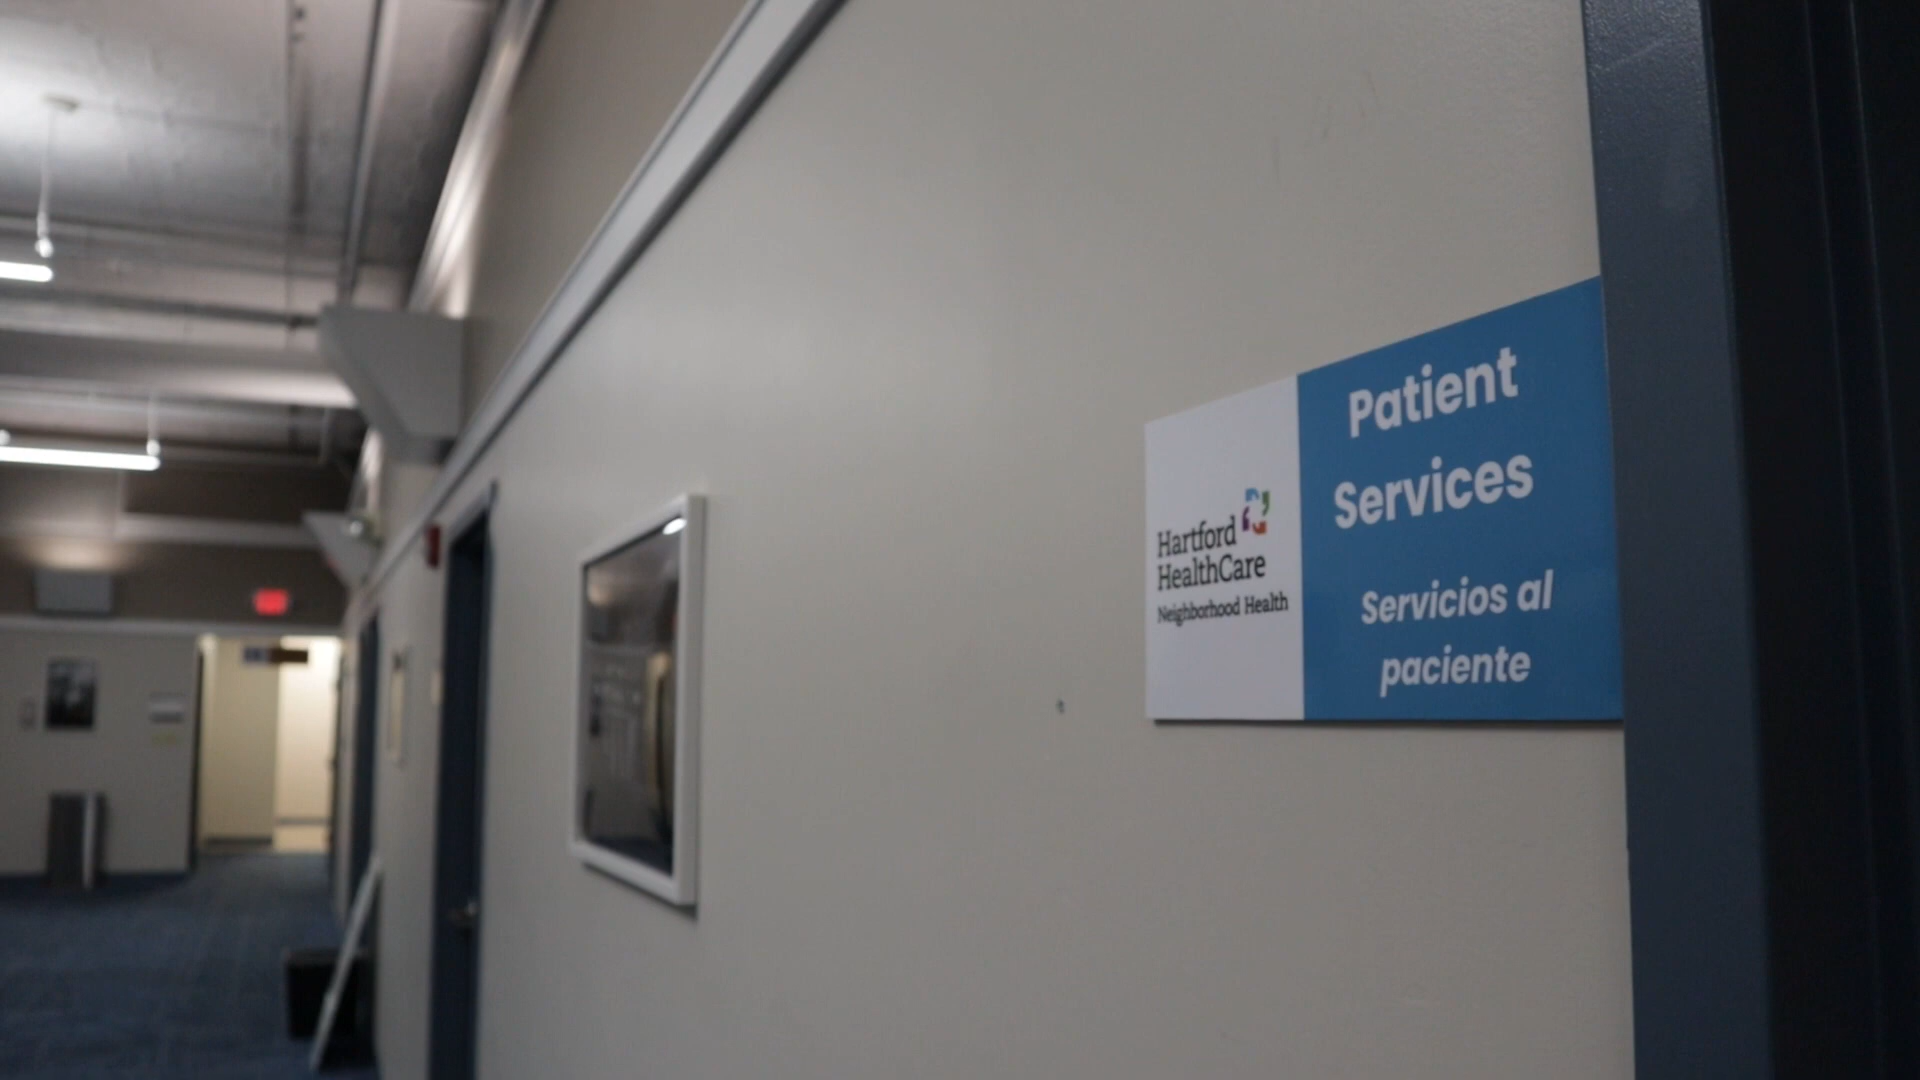 Hartford
HealthCare
Neighborhood Health
Patient
Services
Servicios al
paciente